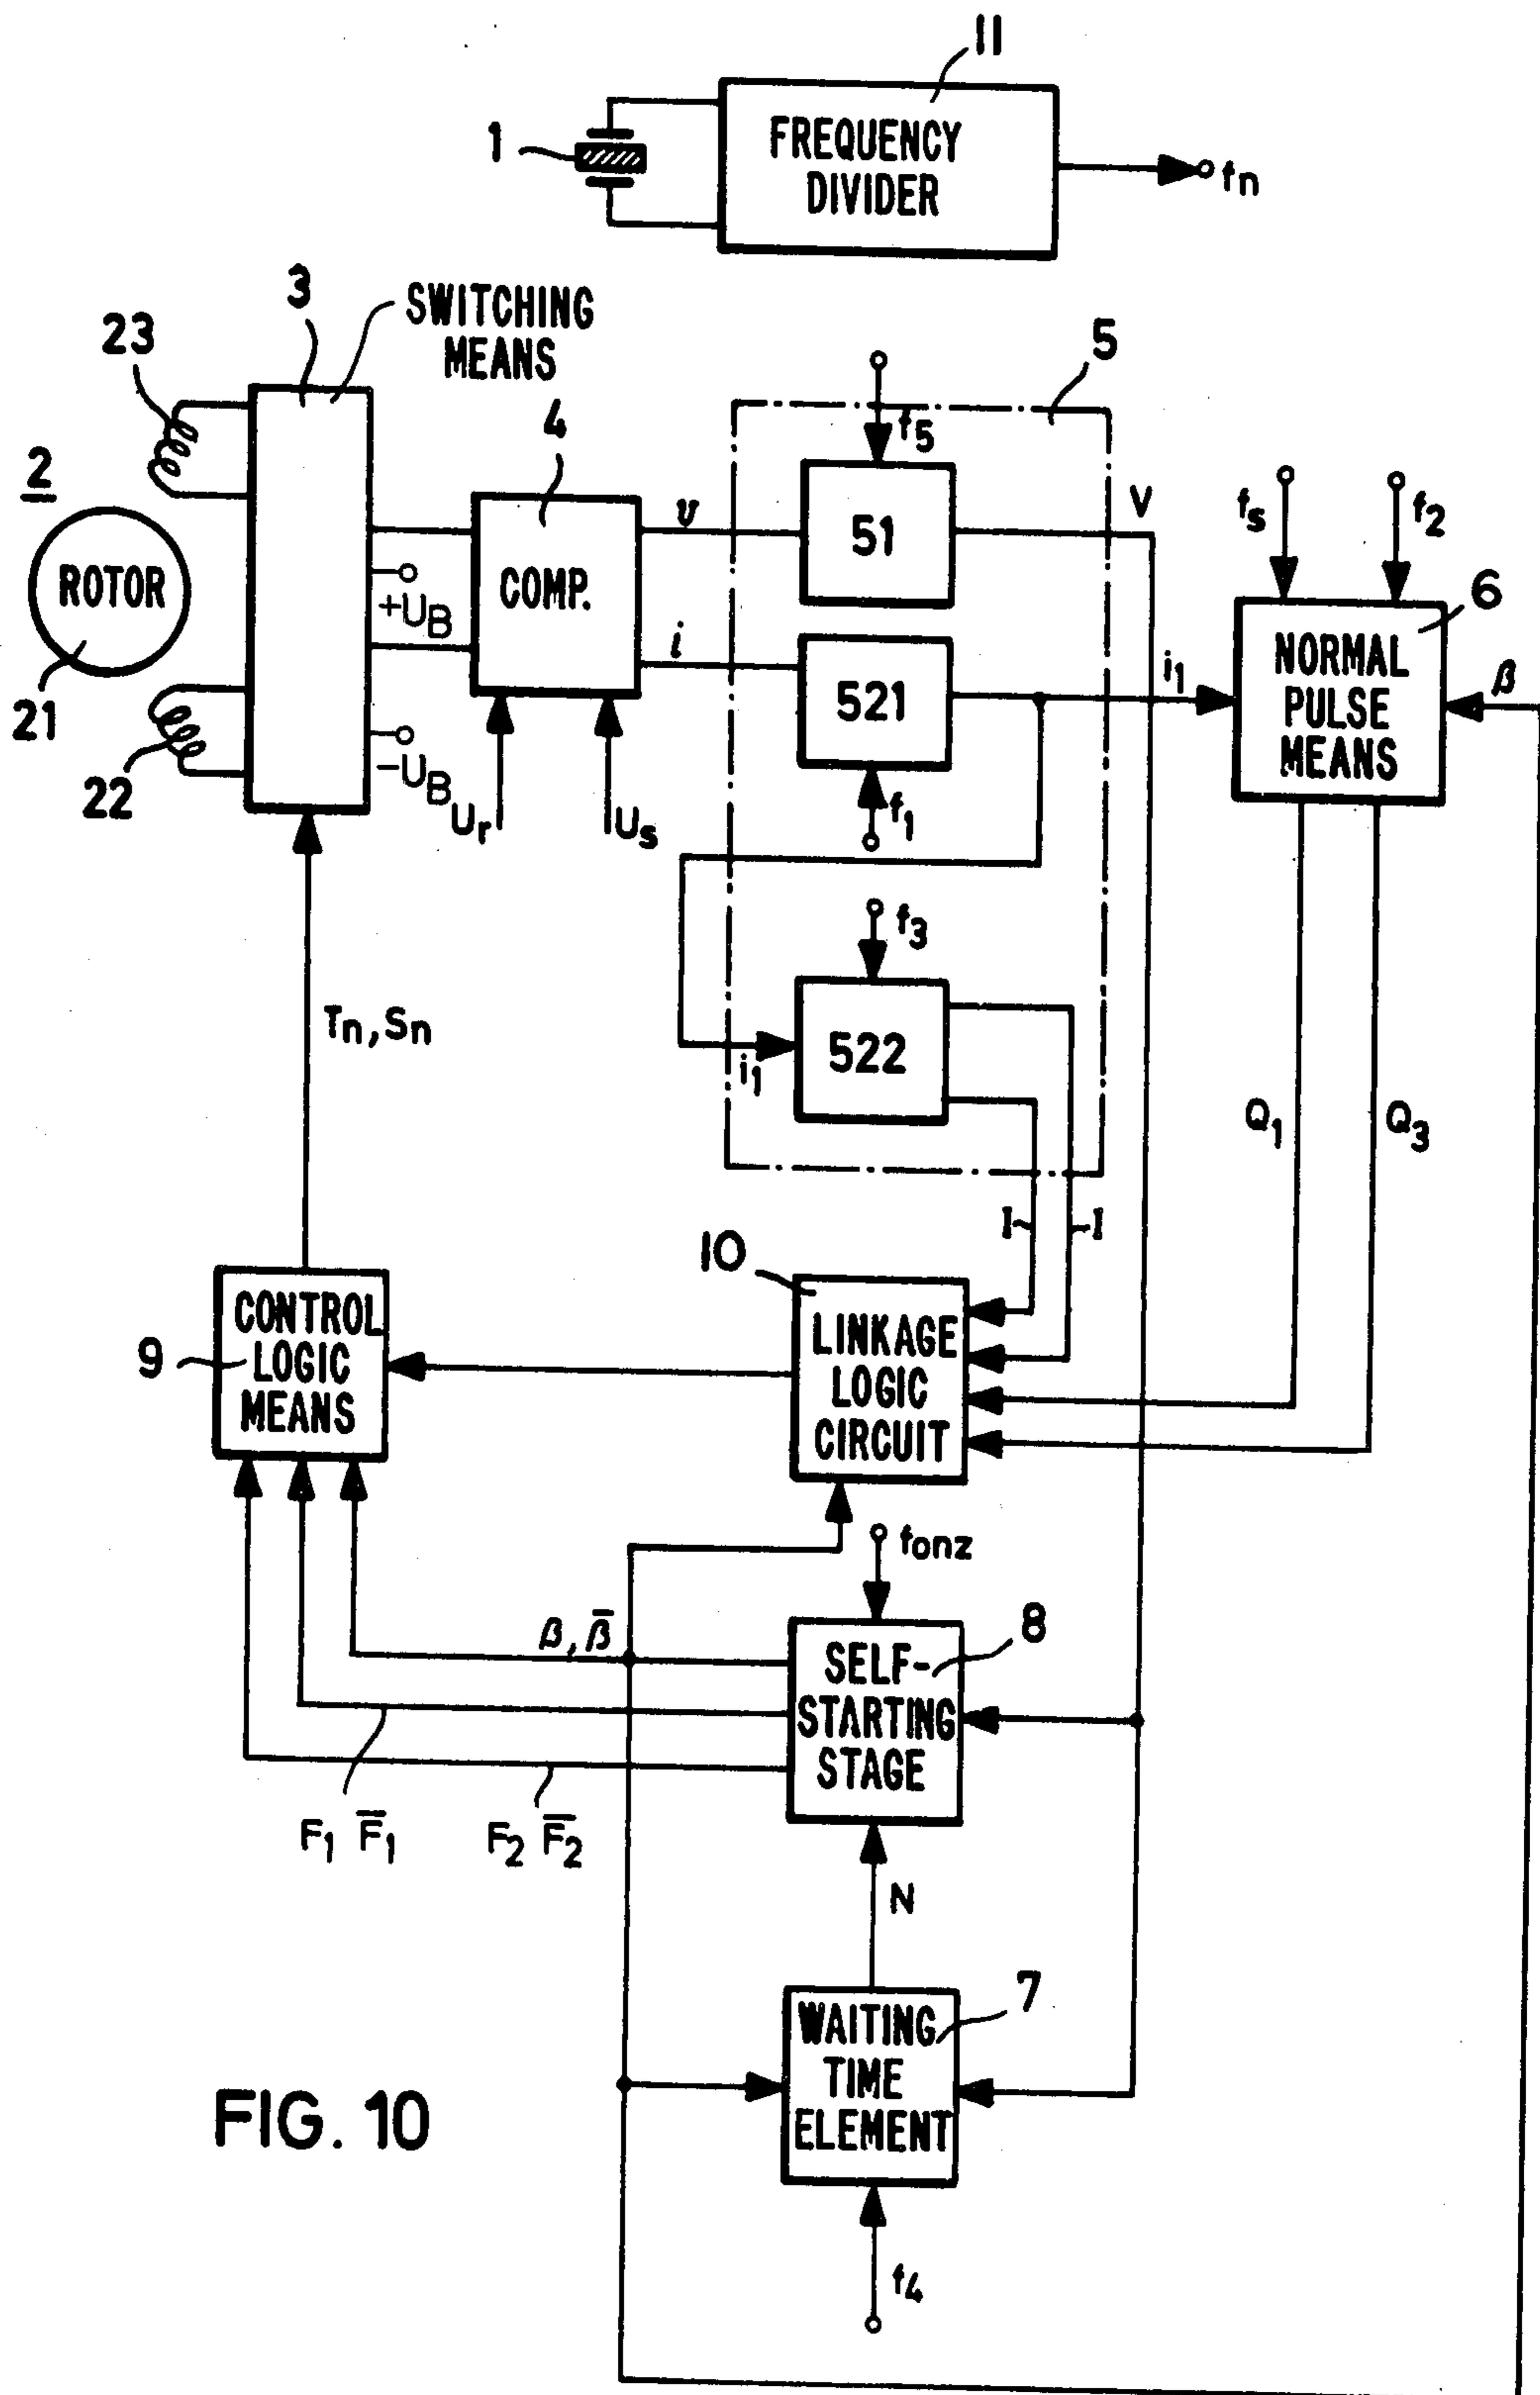 11
1
FREQUENCY
DIVIDER
fn
3
SWITCHING
MEANS
23
5
4
f5
2
V
fs
f2
v
51
6
ROTOR
COMP.
+UB
NORMAL
PULSE
MEANS
i
i1
β
521
21
22
-UB
Ur
Us
f1
f3
Tn, Sn
522
i1
Q1
Q3
I
I
10
CONTROL
LOGIC
MEANS
9
LINKAGE
LOGIC
CIRCUIT
fonz
8
β, β̅
SELF-
STARTING
STAGE
F1 F̅1
F2 F̅2
N
7
WAITING
TIME
ELEMENT
FIG. 10
f4